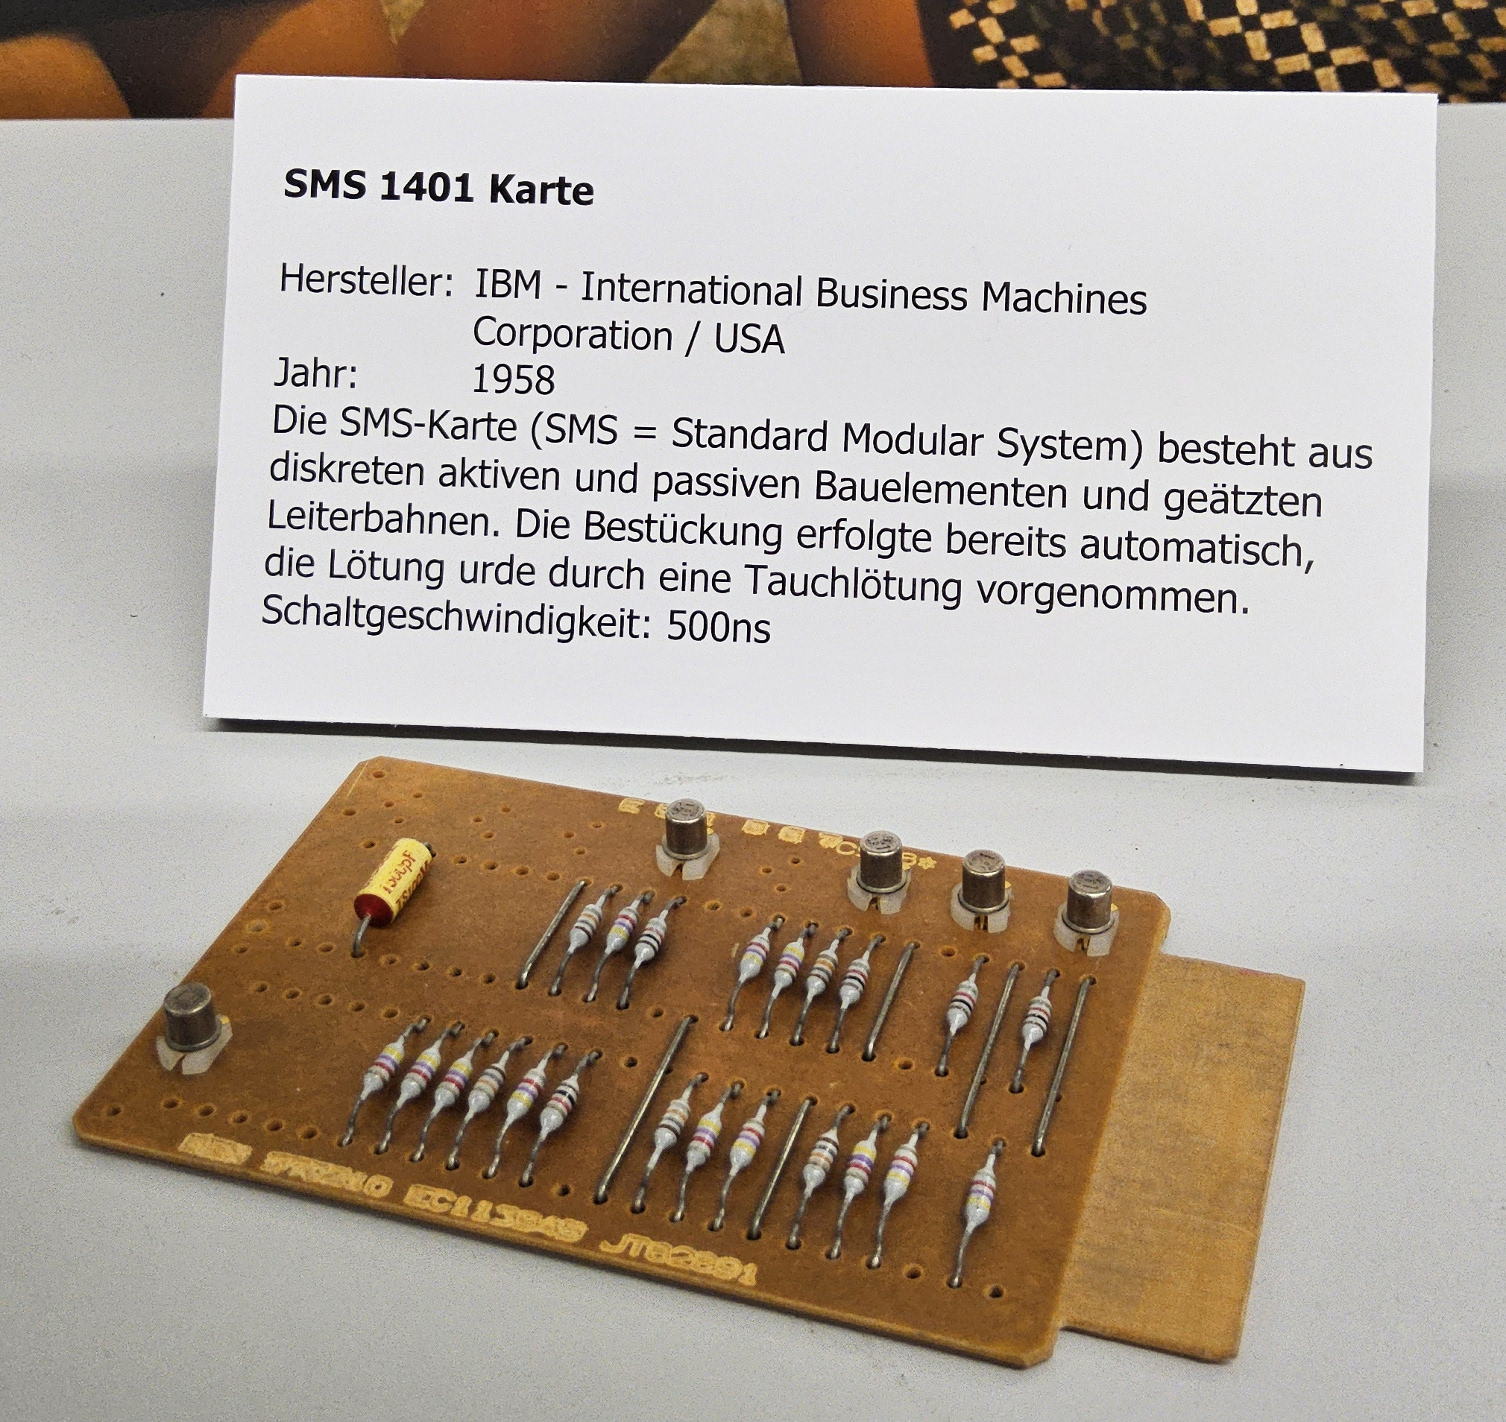 SMS 1401 Karte
Hersteller: IBM - International Business Machines
Corporation / USA
Jahr: 1958
Die SMS-Karte (SMS = Standard Modular System) besteht aus
diskreten aktiven und passiven Bauelementen und geätzten
Leiterbahnen. Die Bestückung erfolgte bereits automatisch,
die Lötung urde durch eine Tauchlötung vorgenommen.
Schaltgeschwindigkeit: 500ns